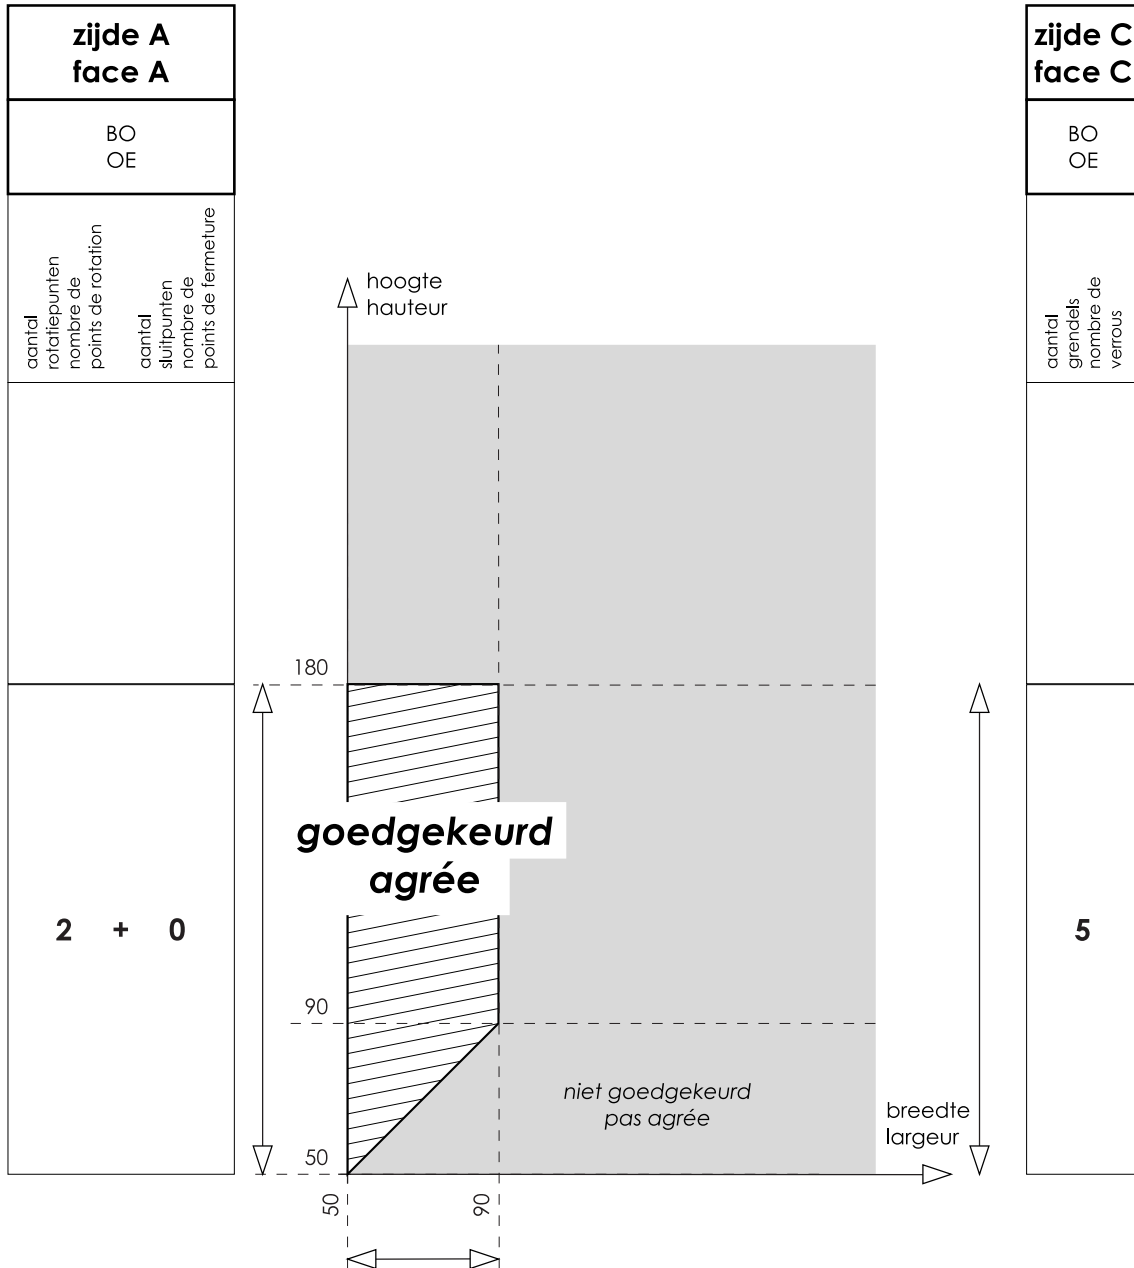 zijde A
face A
BO
OE
aantal
rotatiepunten
nombre de
points de rotation
aantal
sluitpunten
nombre de
points de fermeture
zijde C
face C
BO
OE
aantal
grendels
nombre de
verrous
hoogte
hauteur
180
goedgekeurd
agrée
2 + 0
5
90
niet goedgekeurd
pas agrée
breedte
largeur
50
50
90